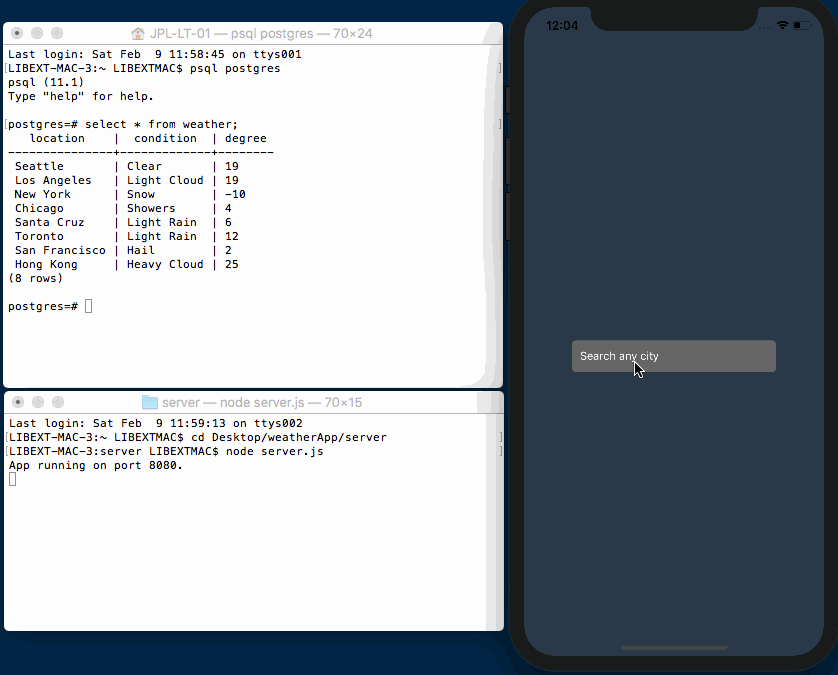 JPL-LT-01 — psql postgres — 70×24
Last login: Sat Feb  9 11:58:45 on ttys001
[LIBEXT-MAC-3:~ LIBEXTMAC$ psql postgres ]
psql (11.1)
Type "help" for help.
[postgres=# select * from weather; ]
location | condition | degree
---------------+-------------+--------
Seattle | Clear | 19
Los Angeles | Light Cloud | 19
New York | Snow | -10
Chicago | Showers | 4
Santa Cruz | Light Rain | 6
Toronto | Light Rain | 12
San Francisco | Hail | 2
Hong Kong | Heavy Cloud | 25
(8 rows)
postgres=#
server — node server.js — 70×15
Last login: Sat Feb  9 11:59:13 on ttys002
[LIBEXT-MAC-3:~ LIBEXTMAC$ cd Desktop/weatherApp/server ]
[LIBEXT-MAC-3:server LIBEXTMAC$ node server.js ]
App running on port 8080.
12:04
Search any city